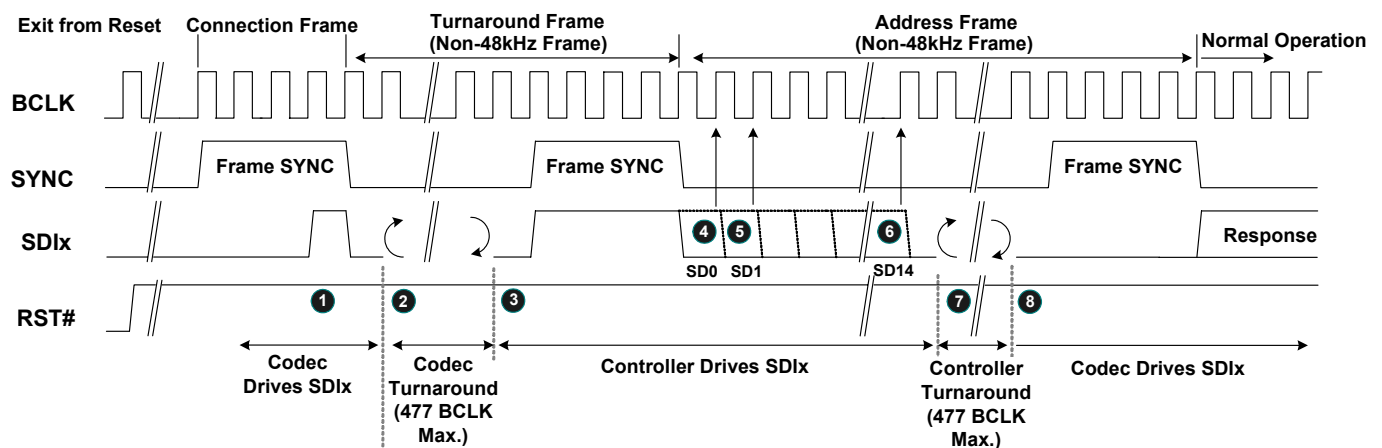 Exit from Reset
Connection Frame
Turnaround Frame
(Non-48kHz Frame)
Address Frame
(Non-48kHz Frame)
Normal Operation
BCLK
SYNC
Frame SYNC
Frame SYNC
Frame SYNC
SDIx
4
5
6
Response
SD0
SD1
SD14
RST#
1
2
3
7
8
Codec
Drives SDIx
Codec
Turnaround
(477 BCLK
Max.)
Controller Drives SDIx
Controller
Turnaround
(477 BCLK
Max.)
Codec Drives SDIx